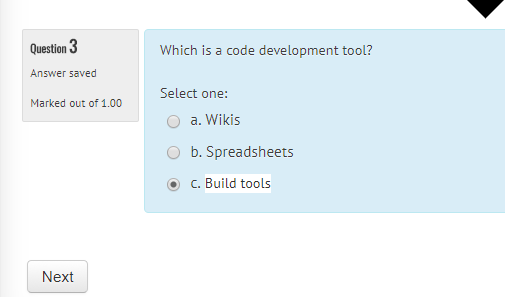 Question 3
Answer saved
Marked out of 1.00
Which is a code development tool?
Select one:
a. Wikis
b. Spreadsheets
c. Build tools
Next